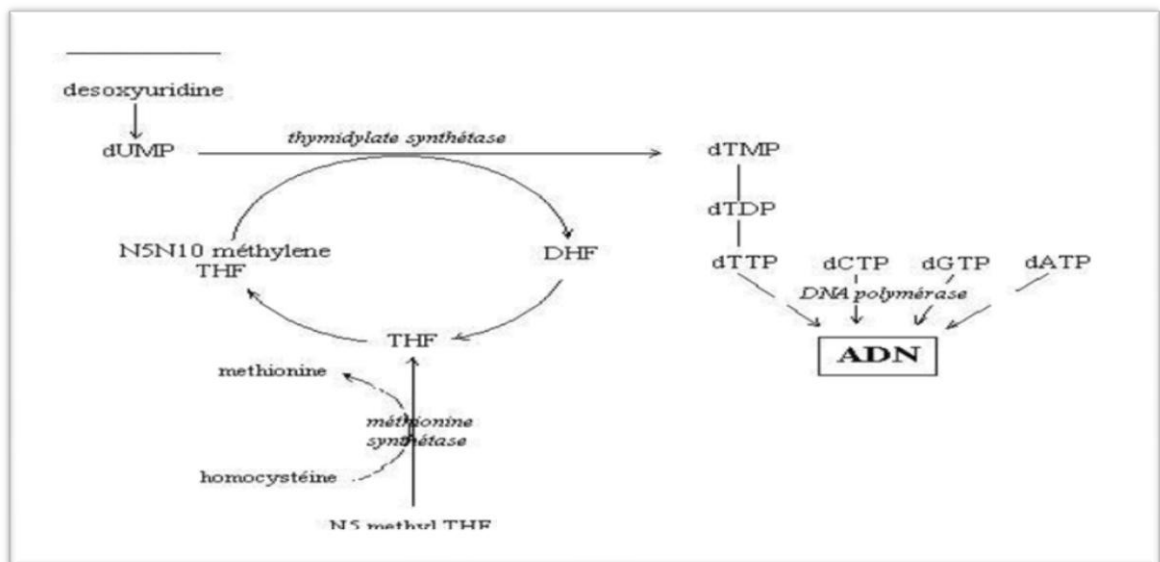 desoxyuridine
thymidylate synthétase
dUMP
dTMP
dTDP
N5N10 méthylene
THF
DHF
dTTP dCTP dGTP dATP
DNA polymérase
THF
ADN
methionine
méthionine
synthétase
homocystéine
N5 methyl THF